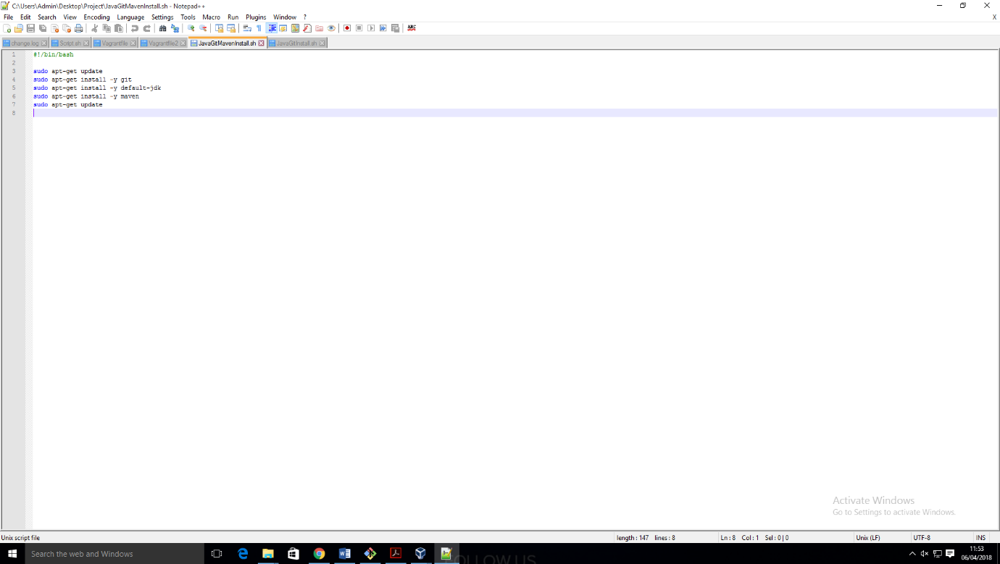 C:\Users\Admin\Desktop\Project\JavaGitMavenInstall.sh - Notepad++
File Edit Search View Encoding Language Settings Tools Macro Run Plugins Window ?
X
ABC
change.log Script.sh Vagrantfile Vagrantfile2 JavaGitMavenInstall.sh JavaGitInstall.sh
1 #!/bin/bash
2
3 sudo apt-get update
4 sudo apt-get install -y git
5 sudo apt-get install -y default-jdk
6 sudo apt-get install -y maven
7 sudo apt-get update
8
Activate Windows
Go to Settings to activate Windows.
Unix script file length : 147 lines : 8 Ln : 8 Col : 1 Sel : 0 | 0 Unix (LF) UTF-8 INS
Search the web and Windows
11:53
06/04/2018
FOLLOW US